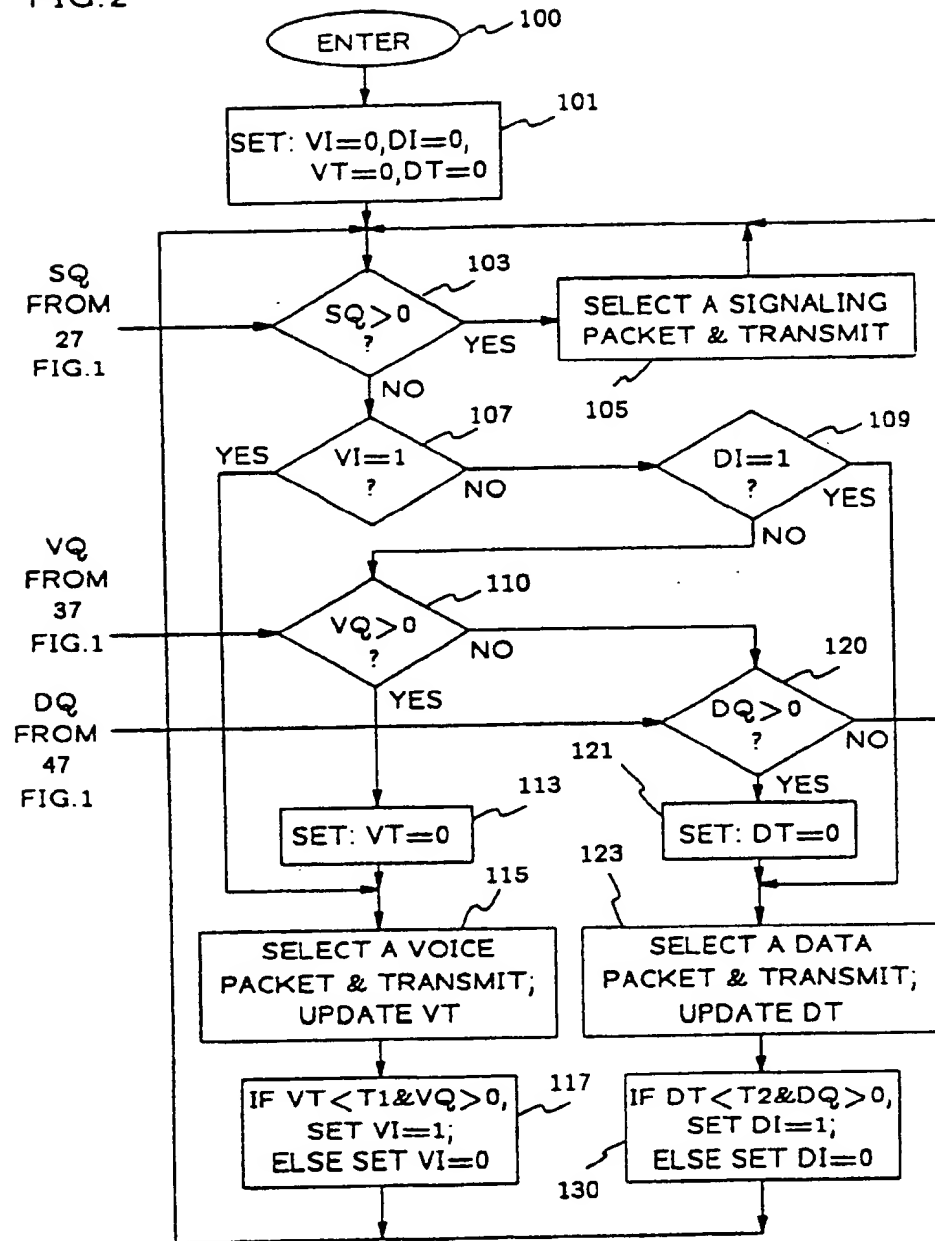 FIG.2
ENTER
100
101
SET: VI=0,DI=0,
VT=0,DT=0
SQ
FROM
27
FIG.1
103
SQ>0
?
YES
NO
SELECT A SIGNALING
PACKET & TRANSMIT
105
107
YES
VI=1
?
NO
109
DI=1
?
YES
NO
VQ
FROM
37
FIG.1
110
VQ>0
?
NO
YES
DQ
FROM
47
FIG.1
120
DQ>0
?
NO
YES
113
SET: VT=0
121
SET: DT=0
115
SELECT A VOICE
PACKET & TRANSMIT;
UPDATE VT
123
SELECT A DATA
PACKET & TRANSMIT;
UPDATE DT
IF VT<T1&VQ>0,
SET VI=1;
ELSE SET VI=0
117
IF DT<T2&DQ>0,
SET DI=1;
ELSE SET DI=0
130